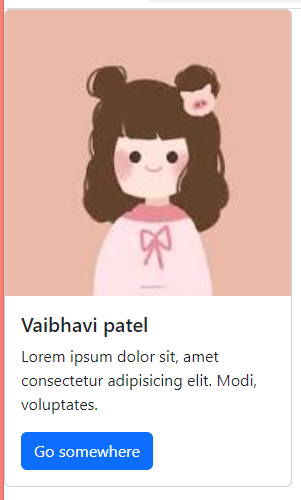 Vaibhavi patel
Lorem ipsum dolor sit, amet
consectetur adipisicing elit. Modi,
voluptates.
Go somewhere